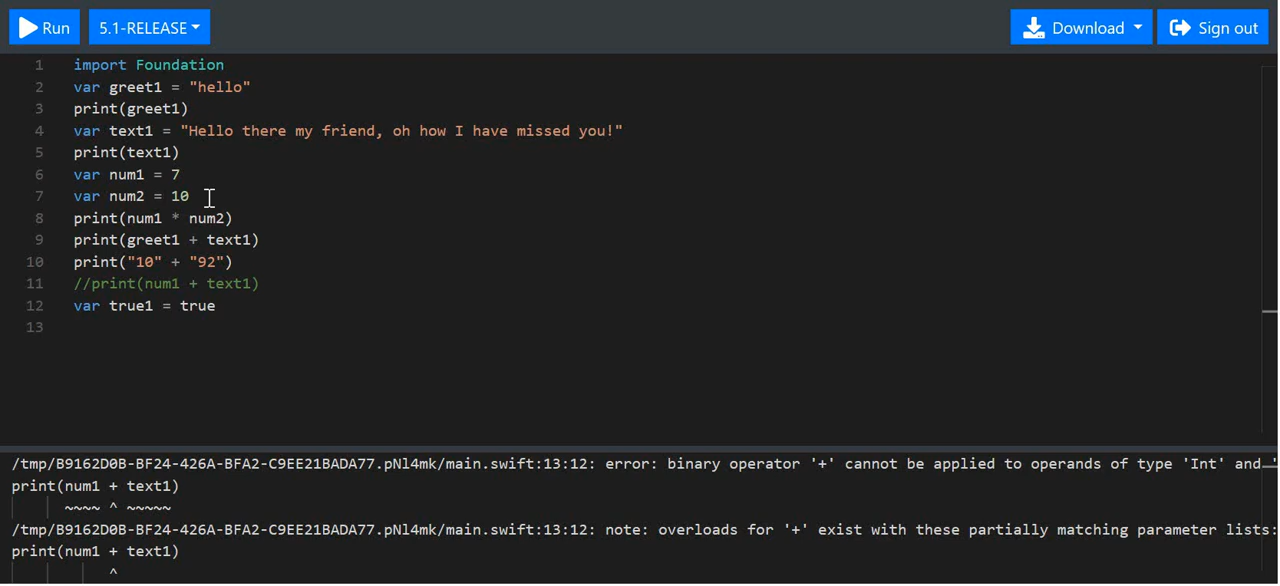 Run 5.1-RELEASE Download Sign out
1 import Foundation
2 var greet1 = "hello"
3 print(greet1)
4 var text1 = "Hello there my friend, oh how I have missed you!"
5 print(text1)
6 var num1 = 7
7 var num2 = 10
8 print(num1 * num2)
9 print(greet1 + text1)
10 print("10" + "92")
11 //print(num1 + text1)
12 var true1 = true
13
/tmp/B9162D0B-BF24-426A-BFA2-C9EE21BADA77.pNl4mk/main.swift:13:12: error: binary operator '+' cannot be applied to operands of type 'Int' and '
print(num1 + text1)
~~~~ ^ ~~~~~
/tmp/B9162D0B-BF24-426A-BFA2-C9EE21BADA77.pNl4mk/main.swift:13:12: note: overloads for '+' exist with these partially matching parameter lists:
print(num1 + text1)
^